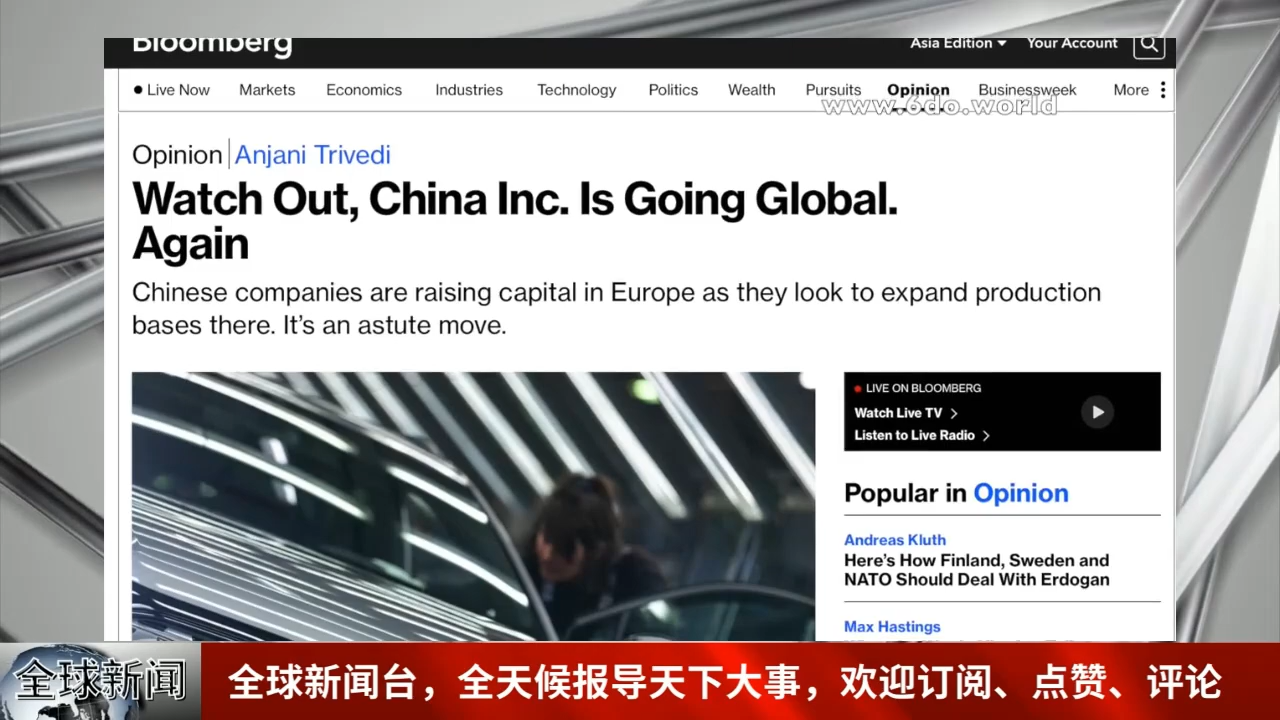 Bloomberg
Asia Edition
Your Account
Live Now Markets Economics Industries Technology Politics Wealth Pursuits Opinion Businessweek More
www.6do.world
Opinion Anjani Trivedi
Watch Out, China Inc. Is Going Global.
Again
Chinese companies are raising capital in Europe as they look to expand production
bases there. It's an astute move.
LIVE ON BLOOMBERG
Watch Live TV
Listen to Live Radio
Popular in Opinion
Andreas Kluth
Here's How Finland, Sweden and
NATO Should Deal With Erdogan
Max Hastings
全球新闻
全球新闻台，全天候报导天下大事，欢迎订阅、点赞、评论